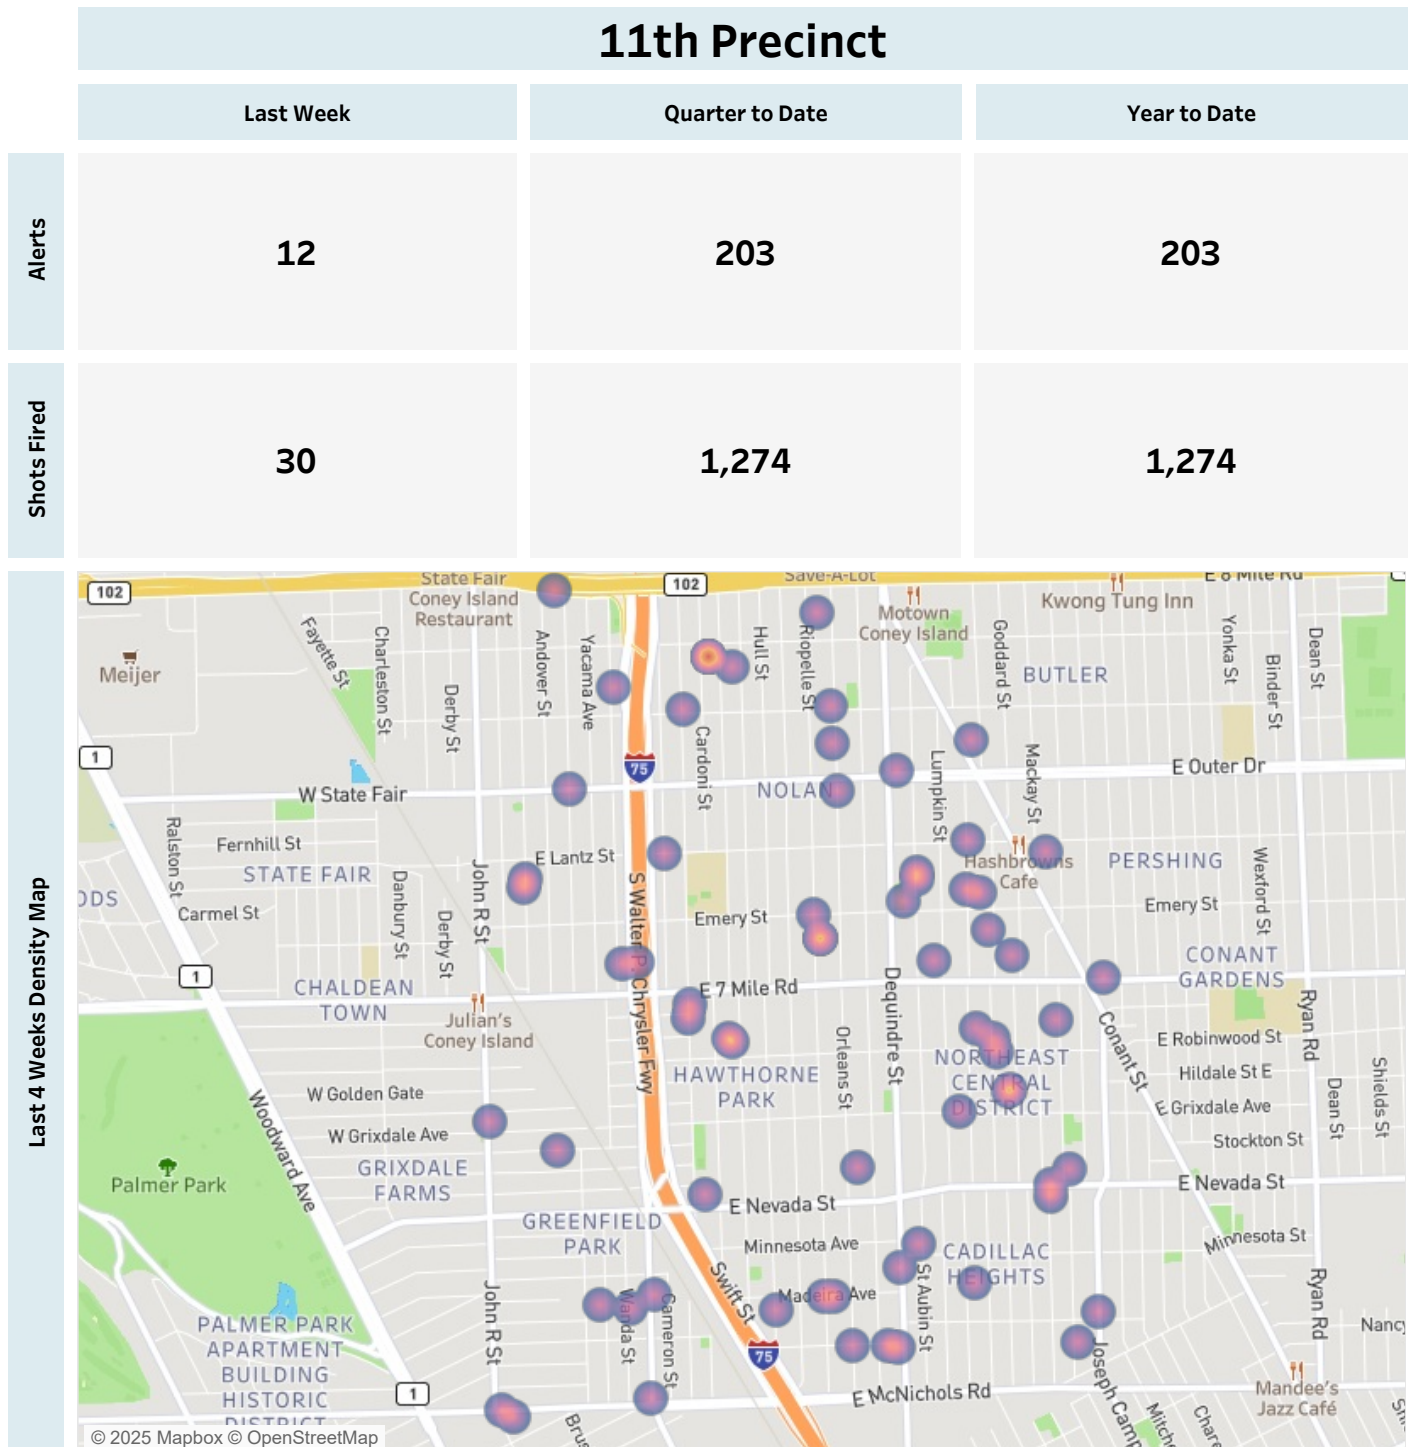 11th Precinct
Last Week
Quarter to Date
Year to Date
Alerts
12
203
203
Shots Fired
30
1,274
1,274
Last 4 Weeks Density Map
102
State Fair
Coney Island
Restaurant
102
Save-A-Lot
Motown
Coney Island
Kwong Tung Inn
E 8 Mile Rd
Meijer
Fayette St
Charleston St
Derby St
Andover St
Yacama Ave
Hull St
Riopelle St
Goddard St
BUTLER
Yonka St
Binder St
Dean St
1
75
Cardoni St
Lumpkin St
Mackay St
E Outer Dr
W State Fair
NOLAN
Ralston St
Fernhill St
STATE FAIR
Carmel St
Danbury St
Derby St
John R St
E Lantz St
S Walter P. Chrysler Fwy
Emery St
Hashbrowns
Cafe
PERSHING
Emery St
Wexford St
ODS
1
CHALDEAN
TOWN
Julian's
Coney Island
E 7 Mile Rd
Dequindre St
CONANT
GARDENS
Ryan Rd
Conant St
E Robinwood St
Hildale St E
E Grixdale Ave
Stockton St
Dean St
Shields St
Orleans St
NORTHEAST
CENTRAL
DISTRICT
HAWTHORNE
PARK
W Golden Gate
W Grixdale Ave
Woodward Ave
GRIXDALE
FARMS
Palmer Park
E Nevada St
E Nevada St
GREENFIELD
PARK
Minnesota Ave
Minnesota St
CADILLAC
HEIGHTS
Swift St
Madeira Ave
St Aubin St
John R St
Wanda St
Cameron St
75
Ryan Rd
Nancy
PALMER PARK
APARTMENT
BUILDING
HISTORIC
DISTRICT
1
E McNichols Rd
Joseph Camp
Mitche
Chare
Mandee's
Jazz Café
Brus
© 2025 Mapbox © OpenStreetMap